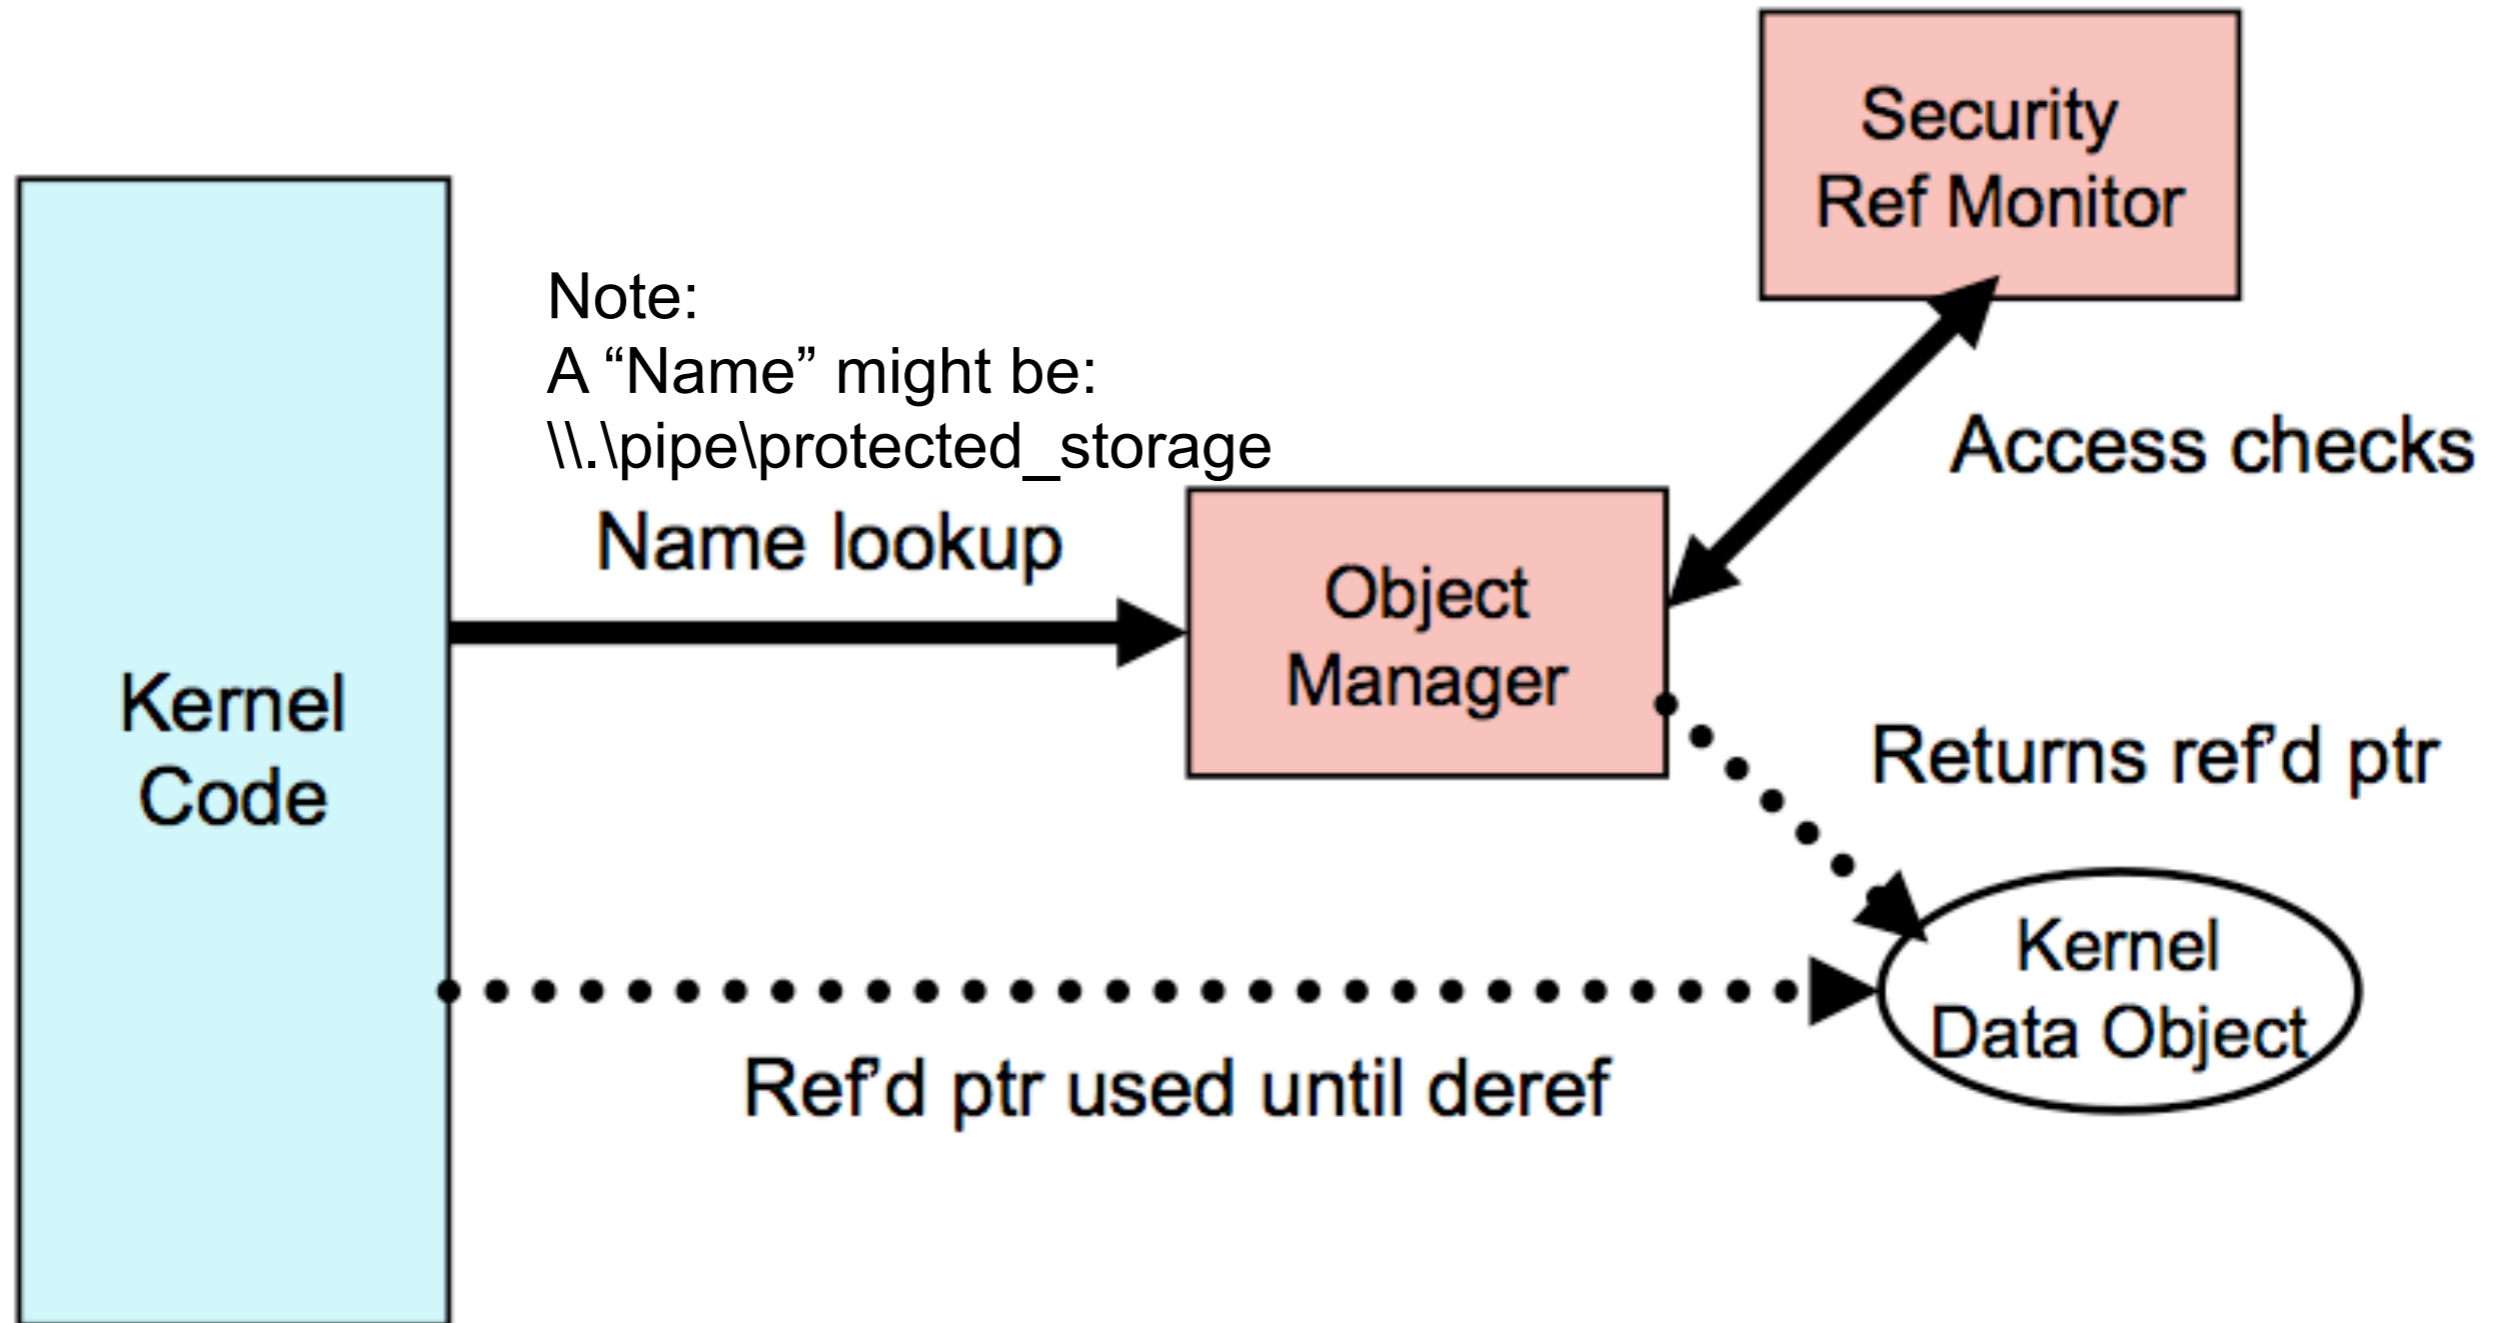 Security
Ref Monitor
Note:
A “Name” might be:
\\.\pipe\protected_storage
Access checks
Name lookup
Object
Manager
Kernel
Code
Returns ref’d ptr
Kernel
Data Object
Ref’d ptr used until deref